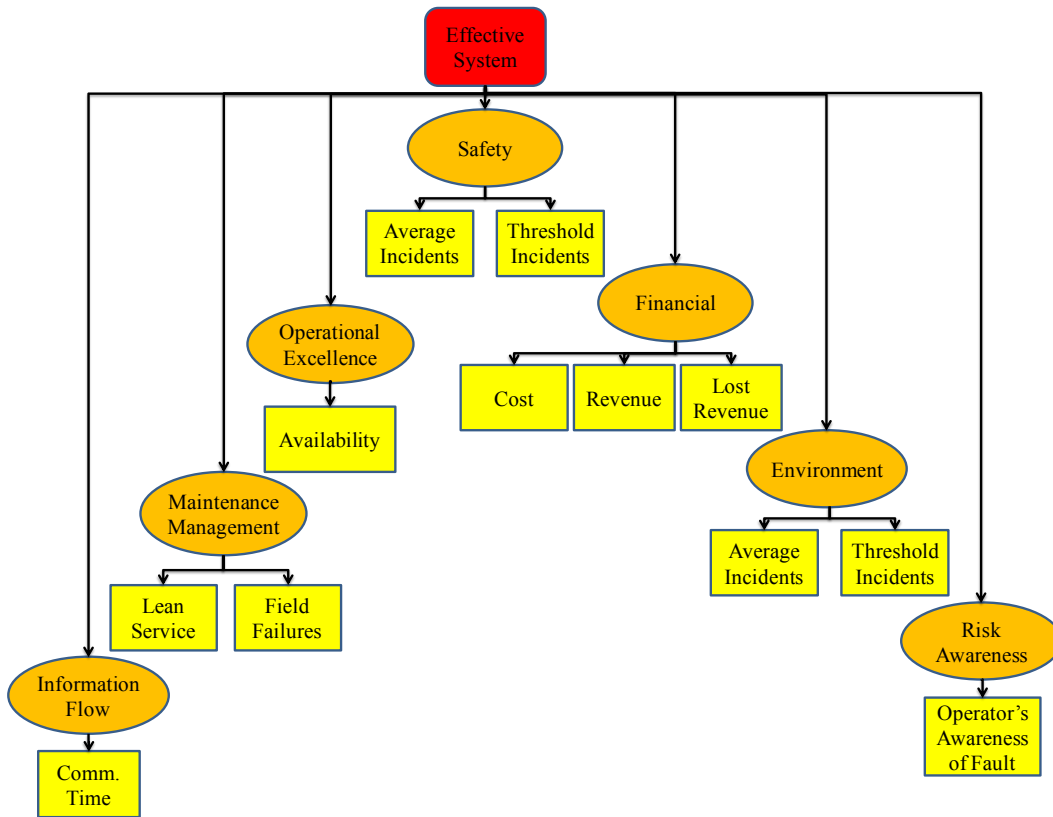 Effective
System
Safety
Average
Incidents
Threshold
Incidents
Financial
Operational
Excellence
Cost
Revenue
Lost
Revenue
Availability
Environment
Maintenance
Management
Average
Incidents
Threshold
Incidents
Lean
Service
Field
Failures
Risk
Awareness
Information
Flow
Operator’s
Awareness
of Fault
Comm.
Time